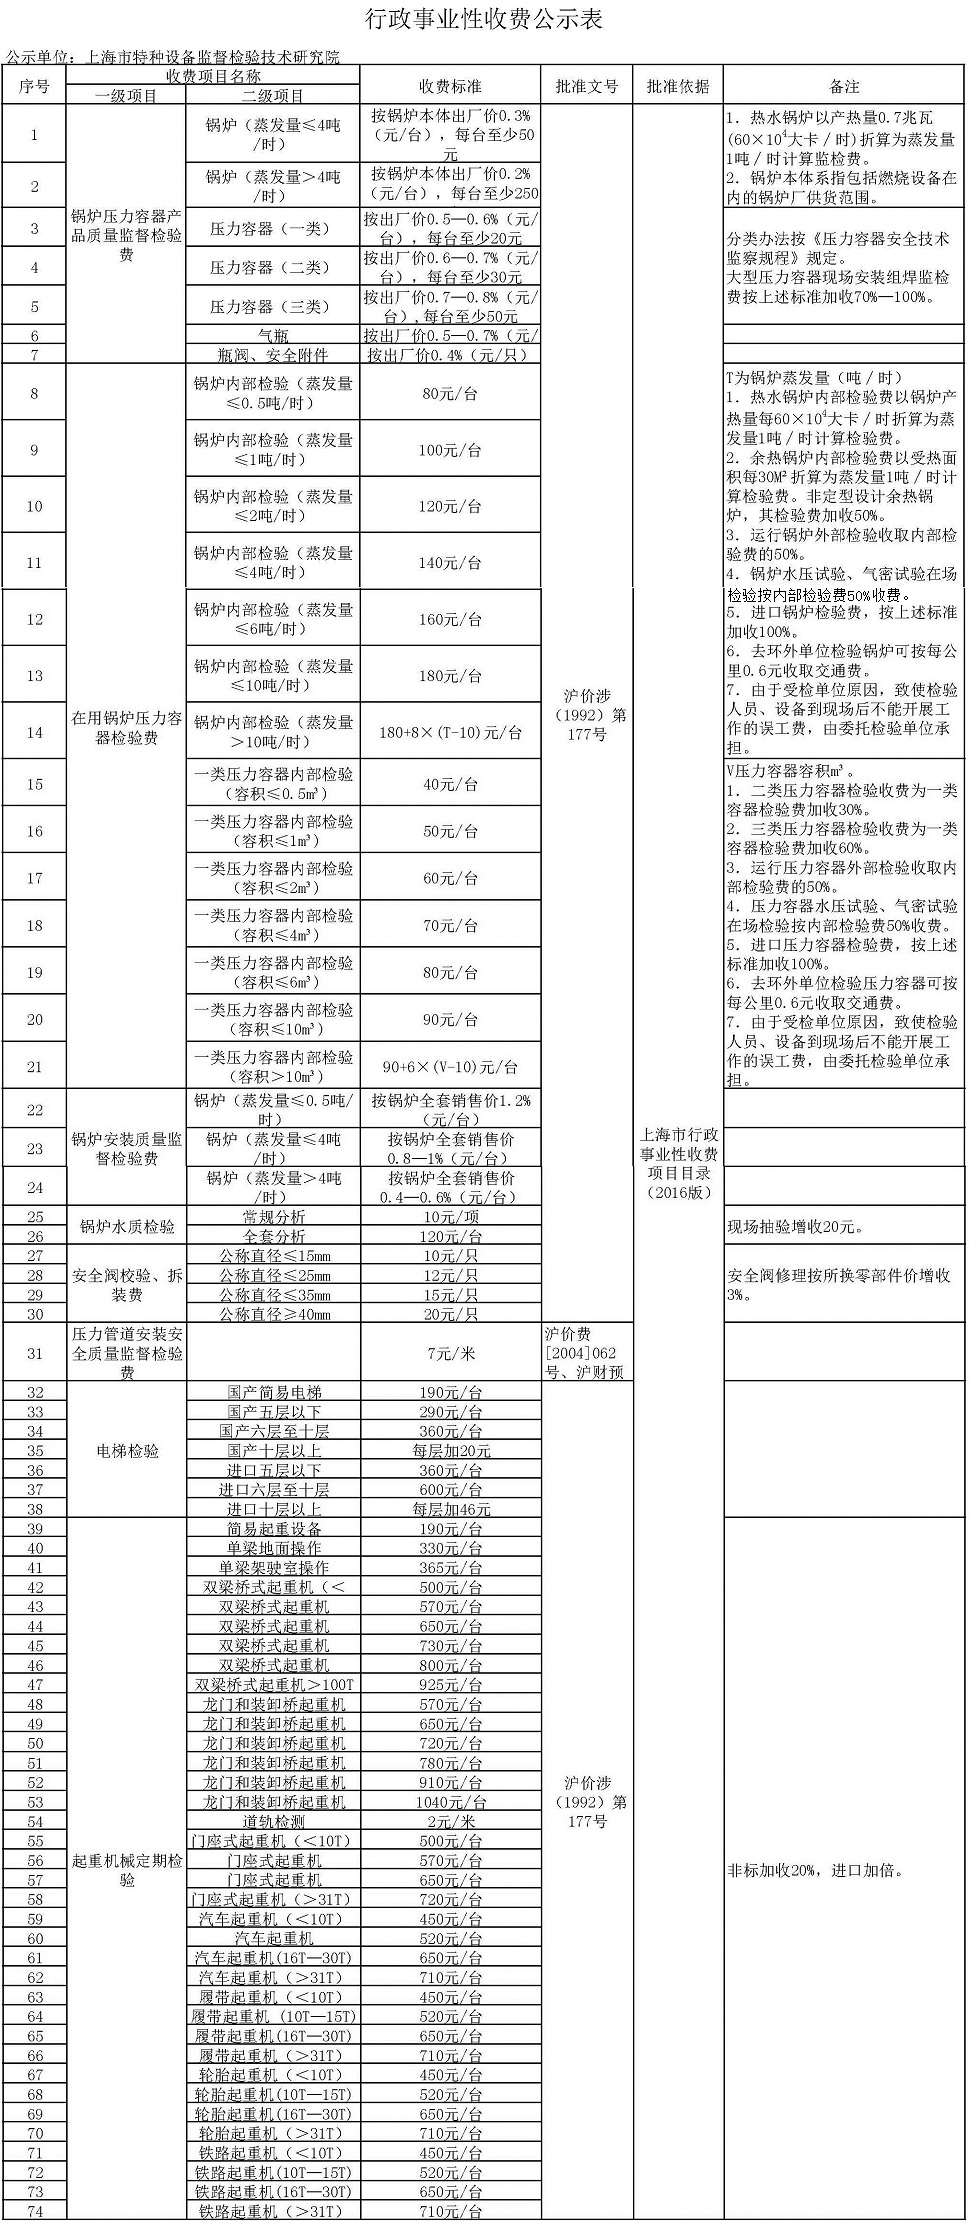 行政事业性收费公示表
公示单位：上海市特种设备监督检验技术研究院
序号 收费项目名称 收费标准 批准文号 批准依据 备注
一级项目 二级项目
锅炉压力容器产
品质量监督检验
费
1 锅炉（蒸发量≤4吨
/时）
按锅炉本体出厂价0.3%
（元/台），每台至少50
元
2 锅炉（蒸发量>4吨
/时）
按锅炉本体出厂价0.2%
（元/台），每台至少250
1．热水锅炉以产热量0.7兆瓦
(60×10⁴大卡／时)折算为蒸发量
1吨／时计算监检费。
2．锅炉本体系指包括燃烧设备在
内的锅炉厂供货范围。
3 压力容器（一类）
按出厂价0.5—0.6%（元/
台），每台至少20元
4 压力容器（二类）
按出厂价0.6—0.7%（元/
台），每台至少30元
5 压力容器（三类）
按出厂价0.7—0.8%（元/
台）,每台至少50元
分类办法按《压力容器安全技术
监察规程》规定。
大型压力容器现场安装组焊监检
费按上述标准加收70%—100%。
6 气瓶 按出厂价0.5—0.7%（元/
7 瓶阀、安全附件 按出厂价0.4%（元/只）
在用锅炉压力容
器检验费
8 锅炉内部检验（蒸发量
≤0.5吨/时）
80元/台
9 锅炉内部检验（蒸发量
≤1吨/时）
100元/台
10 锅炉内部检验（蒸发量
≤2吨/时）
120元/台
11 锅炉内部检验（蒸发量
≤4吨/时）
140元/台
12 锅炉内部检验（蒸发量
≤6吨/时）
160元/台
13 锅炉内部检验（蒸发量
≤10吨/时）
180元/台
14 锅炉内部检验（蒸发量
>10吨/时）
180+8×(T-10)元/台
T为锅炉蒸发量（吨／时）
1．热水锅炉内部检验费以锅炉产
热量每60×10⁴大卡／时折算为蒸
发量1吨／时计算检验费。
2．余热锅炉内部检验费以受热面
积每30M²折算为蒸发量1吨／时计
算检验费。非定型设计余热锅
炉，其检验费加收50%。
3．运行锅炉外部检验收取内部检
验费的50%。
4．锅炉水压试验、气密试验在场
检验按内部检验费50%收费。
5．进口锅炉检验费，按上述标准
加收100%。
6．去环外单位检验锅炉可按每公
里0.6元收取交通费。
7．由于受检单位原因，致使检验
人员、设备到现场后不能开展工
作的误工费，由委托检验单位承
担。
沪价涉
（1992）第
177号
15 一类压力容器内部检验
（容积≤0.5m³）
40元/台
16 一类压力容器内部检验
（容积≤1m³）
50元/台
17 一类压力容器内部检验
（容积≤2m³）
60元/台
18 一类压力容器内部检验
（容积≤4m³）
70元/台
19 一类压力容器内部检验
（容积≤6m³）
80元/台
20 一类压力容器内部检验
（容积≤10m³）
90元/台
21 一类压力容器内部检验
（容积>10m³）
90+6×(V-10)元/台
V压力容器容积m³。
1．二类压力容器检验收费为一类
容器检验费加收30%。
2．三类压力容器检验收费为一类
容器检验费加收60%。
3．运行压力容器外部检验收取内
部检验费的50%。
4．压力容器水压试验、气密试验
在场检验按内部检验费50%收费。
5．进口压力容器检验费，按上述
标准加收100%。
6．去环外单位检验压力容器可按
每公里0.6元收取交通费。
7．由于受检单位原因，致使检验
人员、设备到现场后不能开展工
作的误工费，由委托检验单位承
担。
锅炉安装质量监
督检验费
22 锅炉（蒸发量≤0.5吨/
时）
按锅炉全套销售价1.2%
（元/台）
23 锅炉（蒸发量≤4吨
/时）
按锅炉全套销售价
0.8—1%（元/台）
24 锅炉（蒸发量>4吨
/时）
按锅炉全套销售价
0.4—0.6%（元/台）
上海市行政
事业性收费
项目目录
（2016版）
锅炉水质检验
25 常规分析 10元/项
26 全套分析 120元/台
现场抽验增收20元。
安全阀校验、拆
装费
27 公称直径≤15mm 10元/只
28 公称直径≤25mm 12元/只
29 公称直径≤35mm 15元/只
30 公称直径≥40mm 20元/只
安全阀修理按所换零部件价增收
3%。
31 压力管道安装安
全质量监督检验
费
7元/米
沪价费
[2004]062
号、沪财预
电梯检验
32 国产简易电梯 190元/台
33 国产五层以下 290元/台
34 国产六层至十层 360元/台
35 国产十层以上 每层加20元
36 进口五层以下 360元/台
37 进口六层至十层 600元/台
38 进口十层以上 每层加46元
起重机械定期检
验
39 简易起重设备 190元/台
40 单梁地面操作 330元/台
41 单梁架驶室操作 365元/台
42 双梁桥式起重机（< 500元/台
43 双梁桥式起重机 570元/台
44 双梁桥式起重机 650元/台
45 双梁桥式起重机 730元/台
46 双梁桥式起重机 800元/台
47 双梁桥式起重机>100T 925元/台
48 龙门和装卸桥起重机 570元/台
49 龙门和装卸桥起重机 650元/台
50 龙门和装卸桥起重机 720元/台
51 龙门和装卸桥起重机 780元/台
52 龙门和装卸桥起重机 910元/台
53 龙门和装卸桥起重机 1040元/台
54 道轨检测 2元/米
55 门座式起重机（<10T） 500元/台
56 门座式起重机 570元/台
57 门座式起重机 650元/台
58 门座式起重机（>31T） 720元/台
59 汽车起重机（<10T） 450元/台
60 汽车起重机 520元/台
61 汽车起重机(16T—30T) 650元/台
62 汽车起重机（>31T） 710元/台
63 履带起重机（<10T） 450元/台
64 履带起重机 (10T—15T) 520元/台
65 履带起重机(16T—30T) 650元/台
66 履带起重机（>31T） 710元/台
67 轮胎起重机（<10T） 450元/台
68 轮胎起重机(10T—15T) 520元/台
69 轮胎起重机(16T—30T) 650元/台
70 轮胎起重机（>31T） 710元/台
71 铁路起重机（<10T） 450元/台
72 铁路起重机(10T—15T) 520元/台
73 铁路起重机(16T—30T) 650元/台
74 铁路起重机（>31T） 710元/台
沪价涉
（1992）第
177号
非标加收20%，进口加倍。